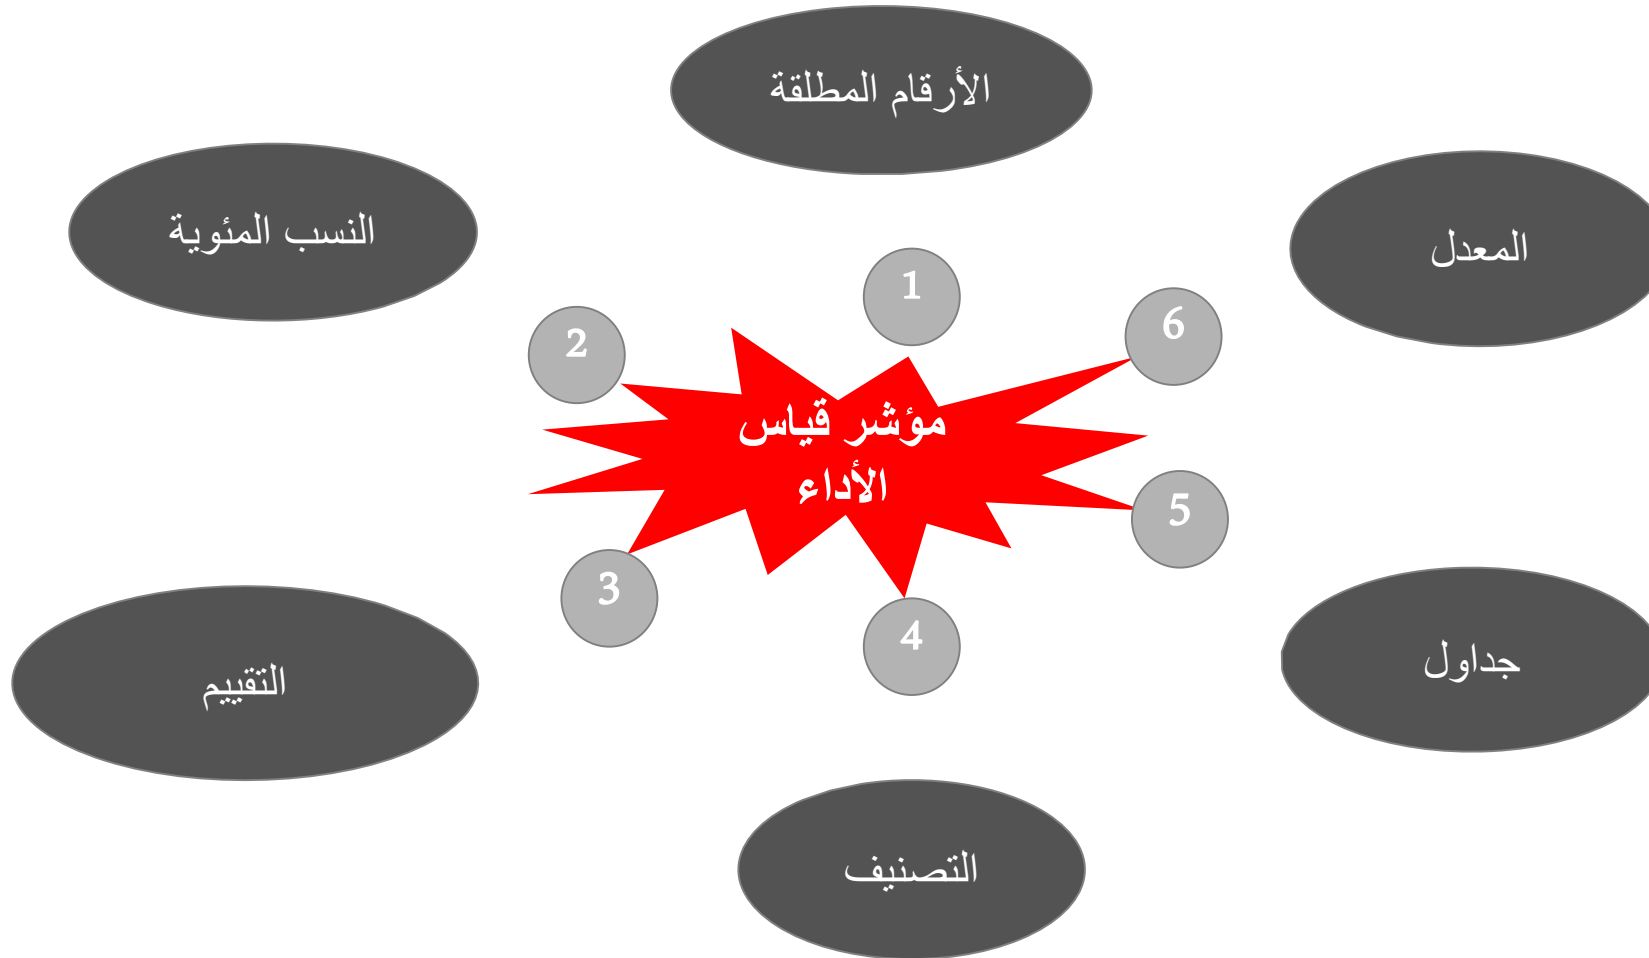 الأرقام المطلقة
النسب المئوية
المعدل
1
6
2
مؤشر قياس
الأداء
5
3
4
جداول
التقييم
التصنيف